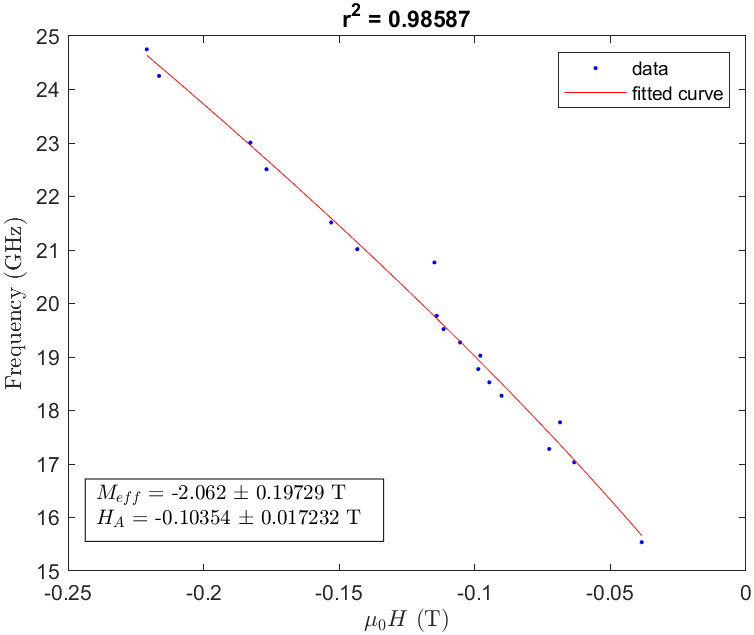 r² = 0.98587
data
fitted curve
Frequency (GHz)
25
24
23
22
21
20
19
18
17
16
15
M_eff = -2.062 ± 0.19729 T
H_A = -0.10354 ± 0.017232 T
-0.25 -0.2 -0.15 -0.1 -0.05 0
μ₀H (T)